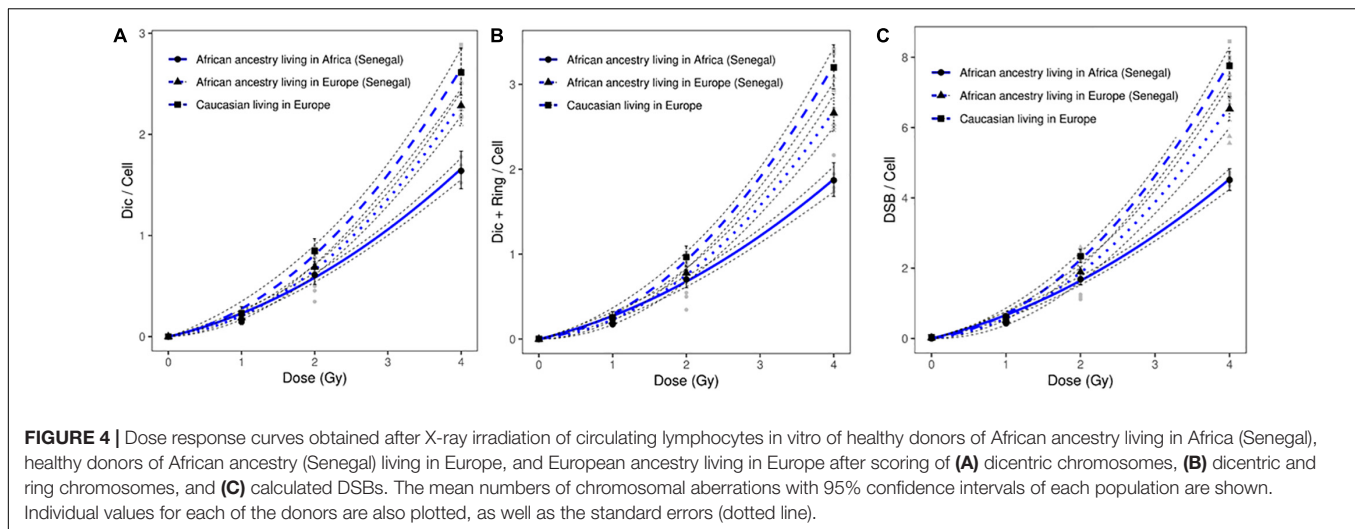 A
3
2
1
0
Dic / Cell
African ancestry living in Africa (Senegal)
African ancestry living in Europe (Senegal)
Caucasian living in Europe
0 1 2 3 4
Dose (Gy)
B
3
2
1
0
Dic + Ring / Cell
African ancestry living in Africa (Senegal)
African ancestry living in Europe (Senegal)
Caucasian living in Europe
0 1 2 3 4
Dose (Gy)
C
8
6
4
2
0
DSB / Cell
African ancestry living in Africa (Senegal)
African ancestry living in Europe (Senegal)
Caucasian living in Europe
0 1 2 3 4
Dose (Gy)
FIGURE 4 | Dose response curves obtained after X-ray irradiation of circulating lymphocytes in vitro of healthy donors of African ancestry living in Africa (Senegal),
healthy donors of African ancestry (Senegal) living in Europe, and European ancestry living in Europe after scoring of (A) dicentric chromosomes, (B) dicentric and
ring chromosomes, and (C) calculated DSBs. The mean numbers of chromosomal aberrations with 95% confidence intervals of each population are shown.
Individual values for each of the donors are also plotted, as well as the standard errors (dotted line).